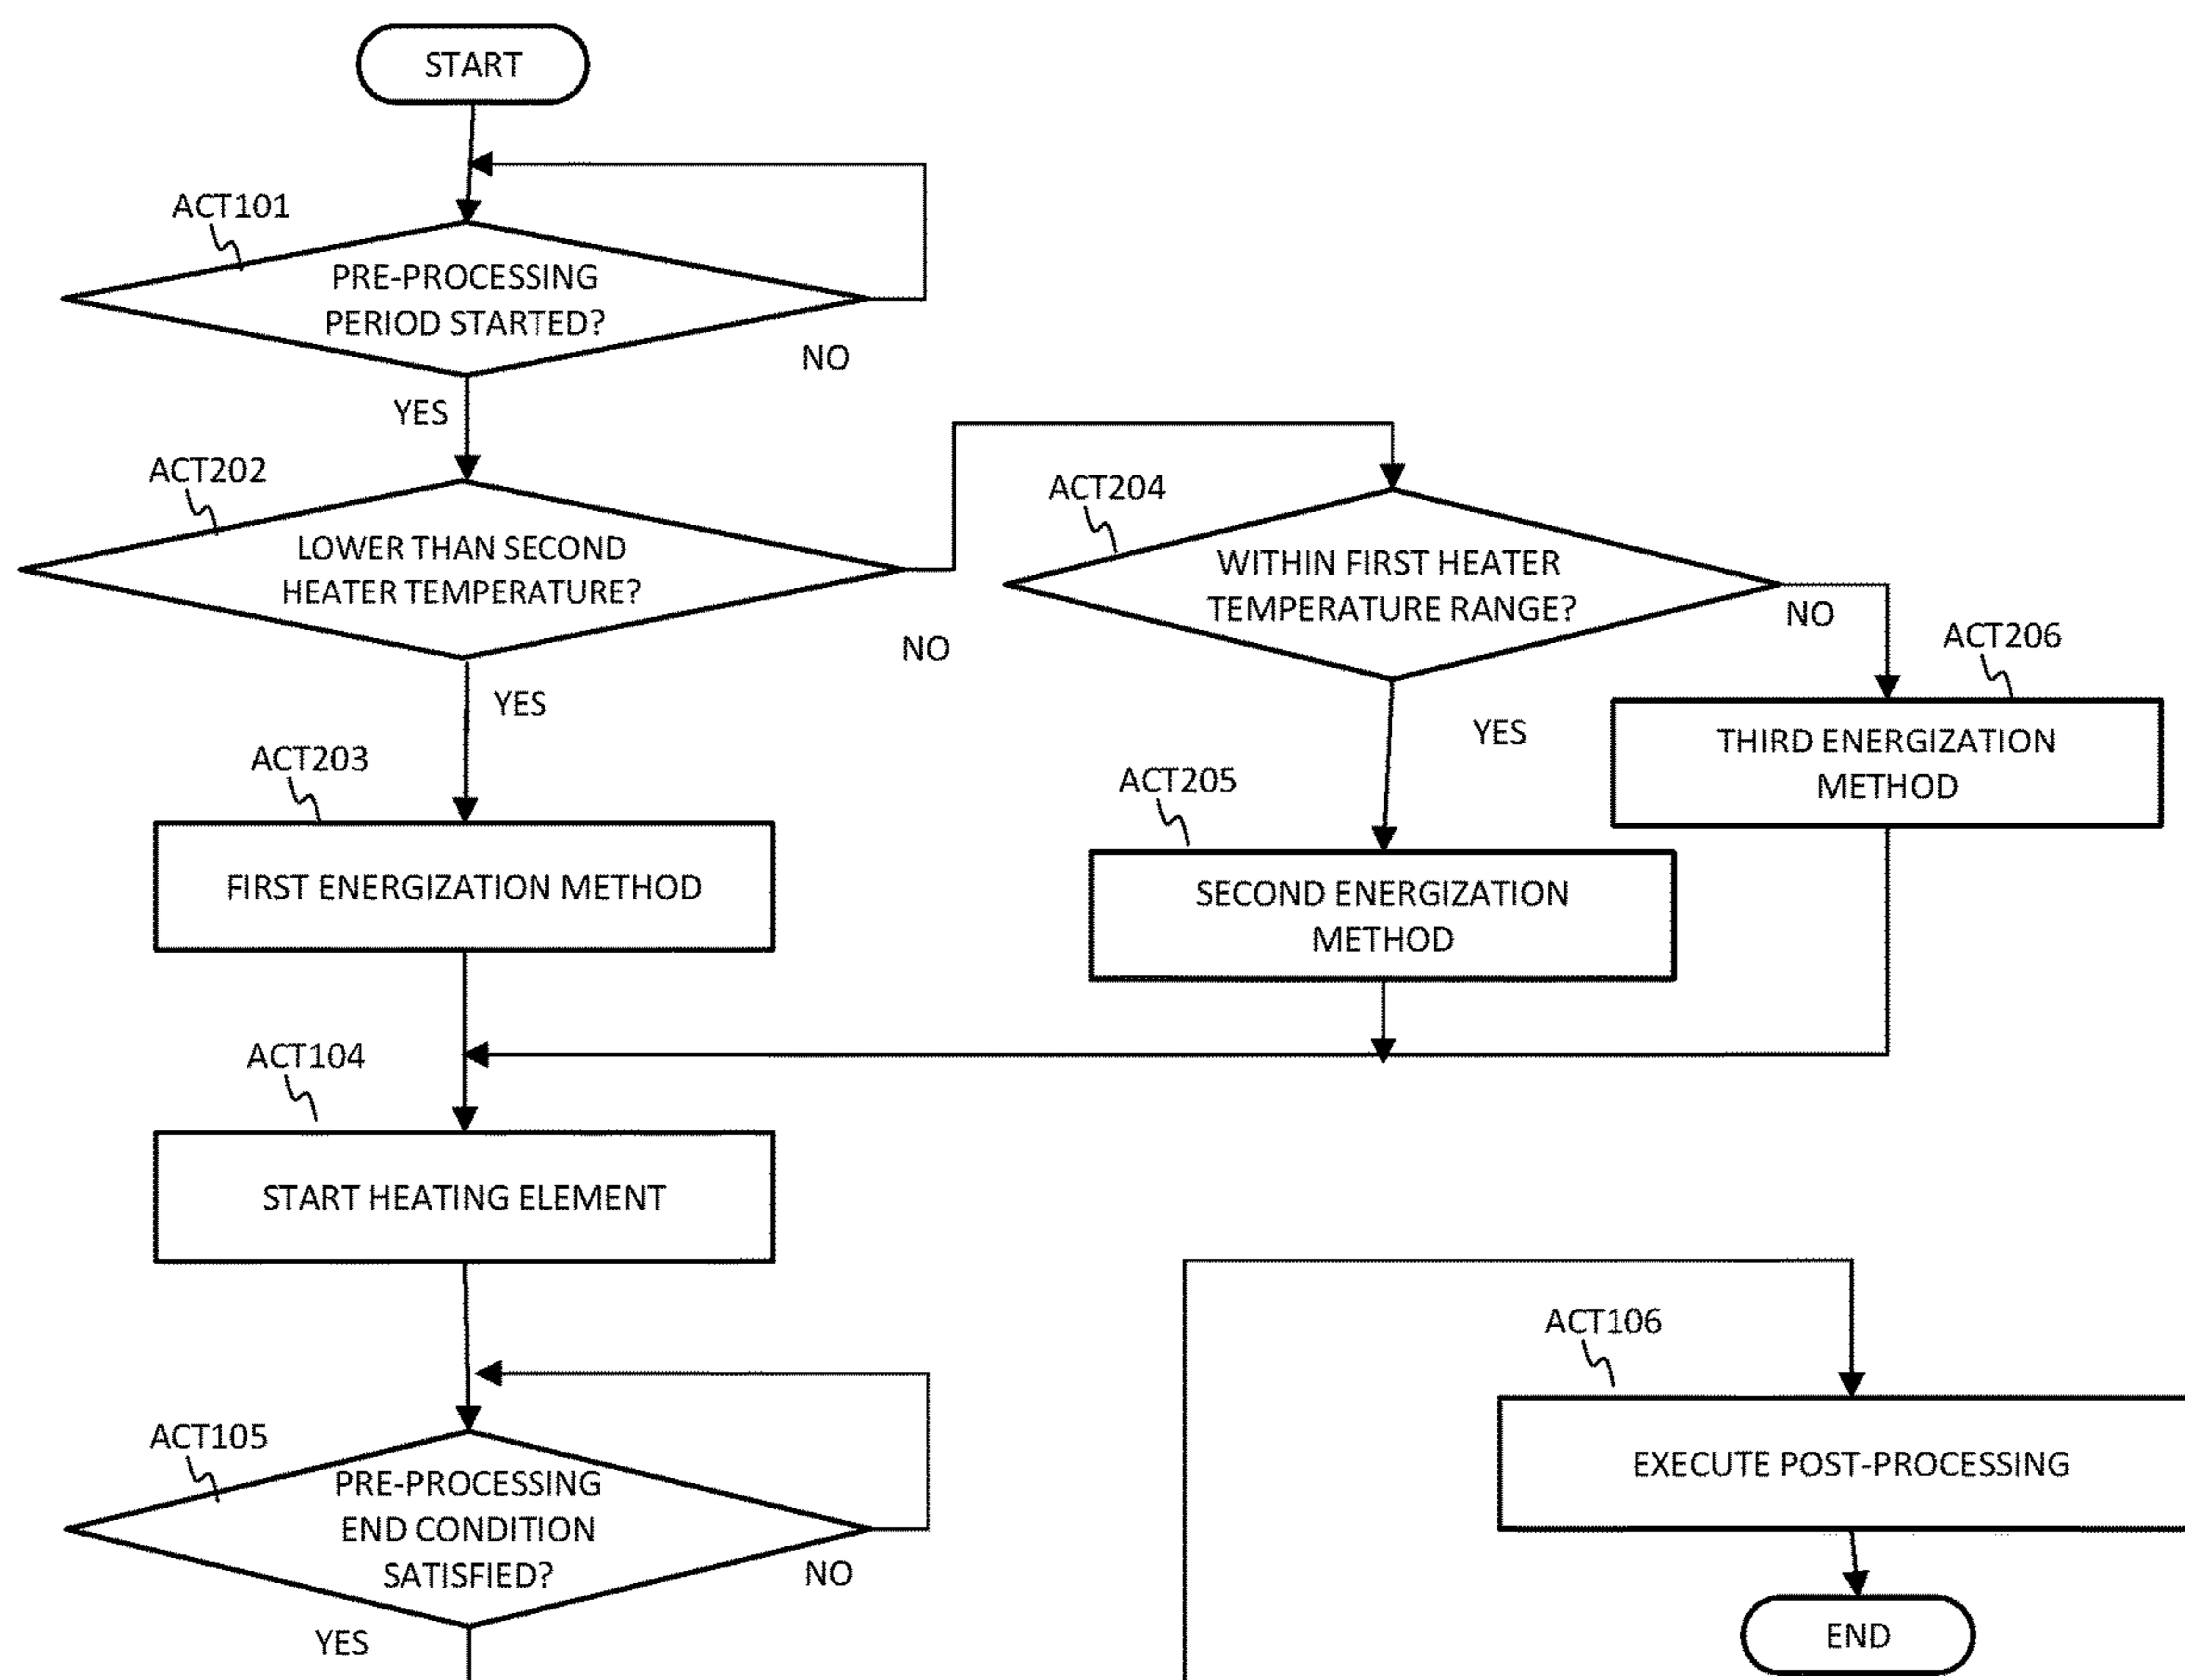 START
ACT101
PRE-PROCESSING
PERIOD STARTED?
NO
YES
ACT202
LOWER THAN SECOND
HEATER TEMPERATURE?
NO
YES
ACT204
WITHIN FIRST HEATER
TEMPERATURE RANGE?
NO
YES
ACT206
THIRD ENERGIZATION
METHOD
ACT203
FIRST ENERGIZATION METHOD
ACT205
SECOND ENERGIZATION
METHOD
ACT104
START HEATING ELEMENT
ACT105
PRE-PROCESSING
END CONDITION
SATISFIED?
NO
YES
ACT106
EXECUTE POST-PROCESSING
END